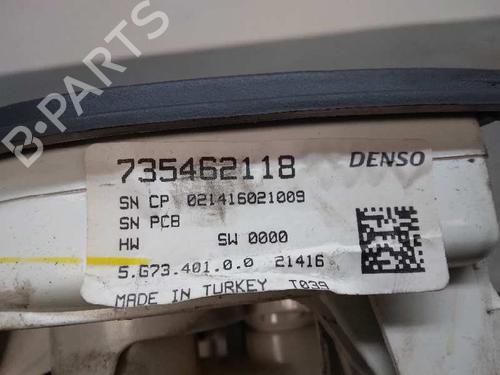 735462118 DENSO
SN CP 021416021009
SN PCB
HW SW 0000
5.673.401.0.0 21416
MADE IN TURKEY T039
B-PARTS